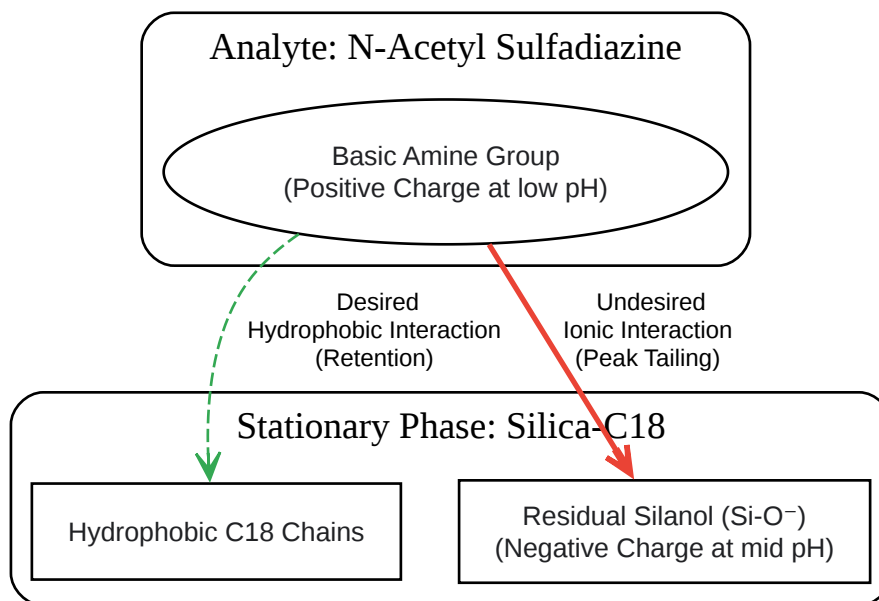 Analyte: N-Acetyl Sulfadiazine
Basic Amine Group
(Positive Charge at low pH)
Desired
Hydrophobic Interaction
(Retention)
Undesired
Ionic Interaction
(Peak Tailing)
Stationary Phase: Silica-C18
Hydrophobic C18 Chains
Residual Silanol (Si-O⁻)
(Negative Charge at mid pH)